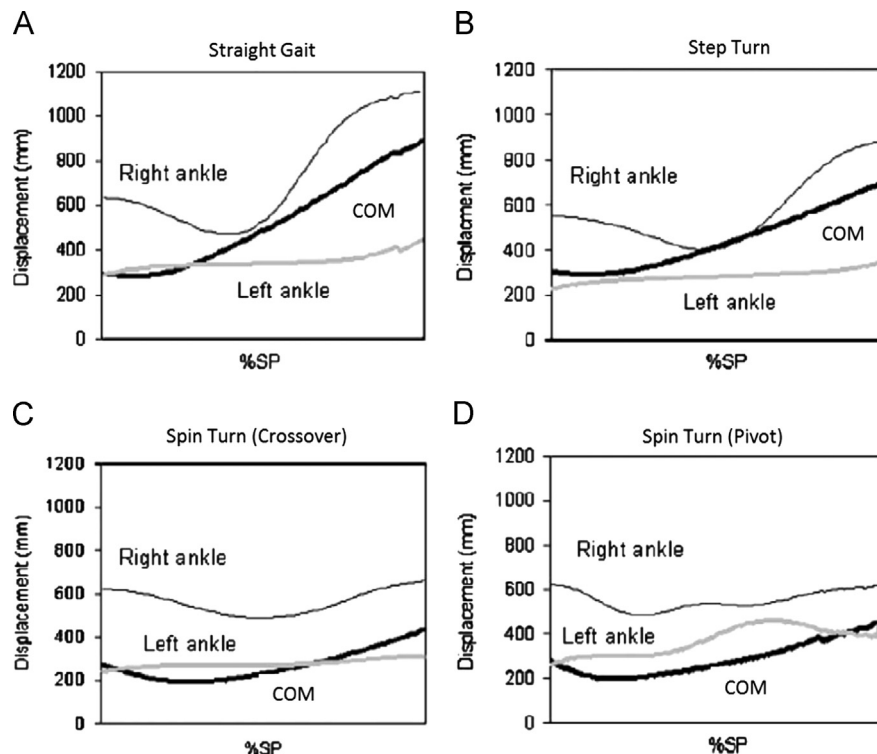 A
Straight Gait
1200
1000
800
600
400
200
0
Displacement (mm)
Right ankle
COM
Left ankle
%SP
B
Step Turn
1200
1000
800
600
400
200
0
Displacment (mm)
Right ankle
COM
Left ankle
%SP
C
Spin Turn (Crossover)
1200
1000
800
600
400
200
0
Displacement (mm)
Right ankle
Left ankle
COM
%SP
D
Spin Turn (Pivot)
1200
1000
800
600
400
200
0
Displacement (mm)
Right ankle
Left ankle
COM
%SP